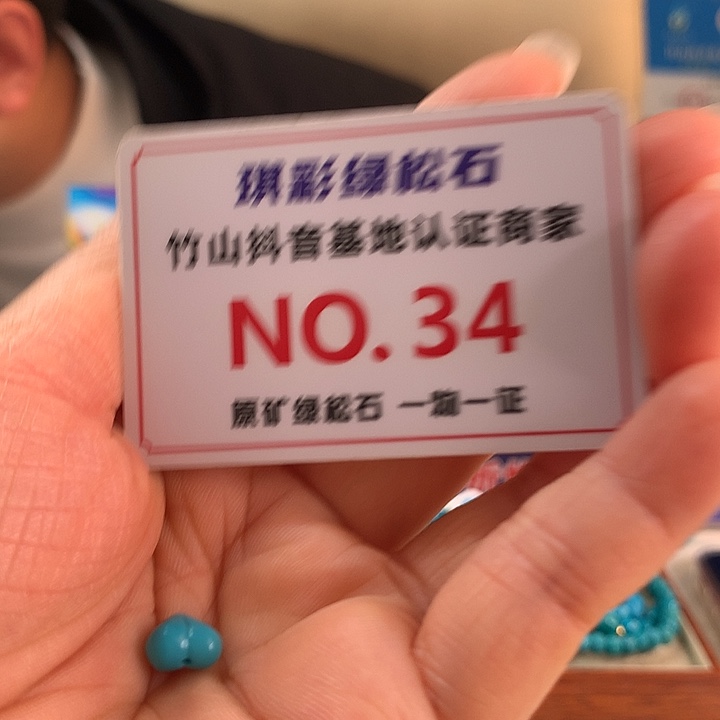 琪彩绿松石
竹山抖音基地认证商家
NO. 34
原矿绿松石 一物一证